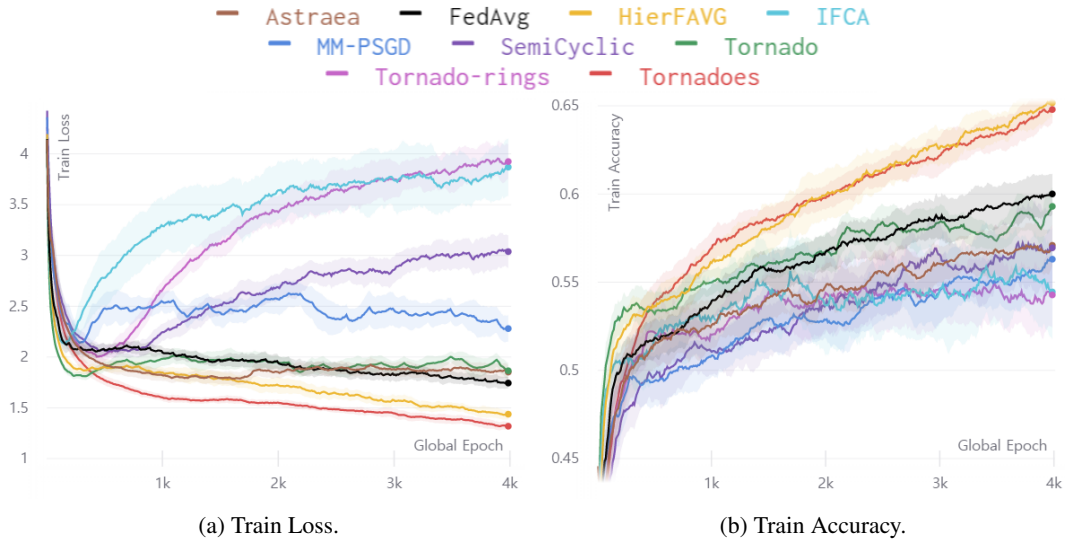 Astraea FedAvg HierFAVG IFCA
MM-PSGD SemiCyclic Tornado
Tornado-rings Tornadoes
Train Loss
4
3.5
3
2.5
2
1.5
1
Global Epoch
1k 2k 3k 4k
(a) Train Loss.
Train Accuracy
0.65
0.6
0.55
0.5
0.45
Global Epoch
1k 2k 3k 4k
(b) Train Accuracy.